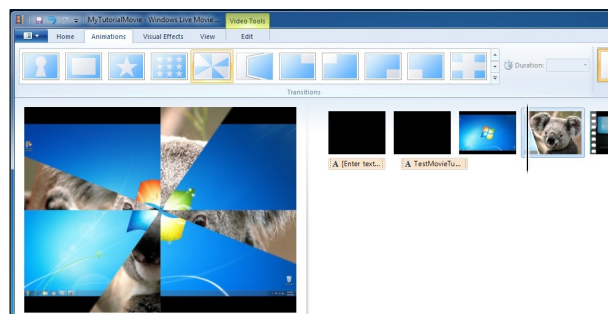 MyTutorialMovie - Windows Live Movie ...
Video Tools
Home
Animations
Visual Effects
View
Edit
Duration:
Transitions
A [Enter text...
A TestMovieTu...